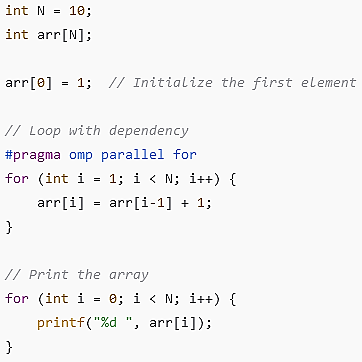 int N = 10;
int arr[N];
arr[0] = 1;  // Initialize the first element
// Loop with dependency
#pragma omp parallel for
for (int i = 1; i < N; i++) {
    arr[i] = arr[i-1] + 1;
}
// Print the array
for (int i = 0; i < N; i++) {
    printf("%d ", arr[i]);
}